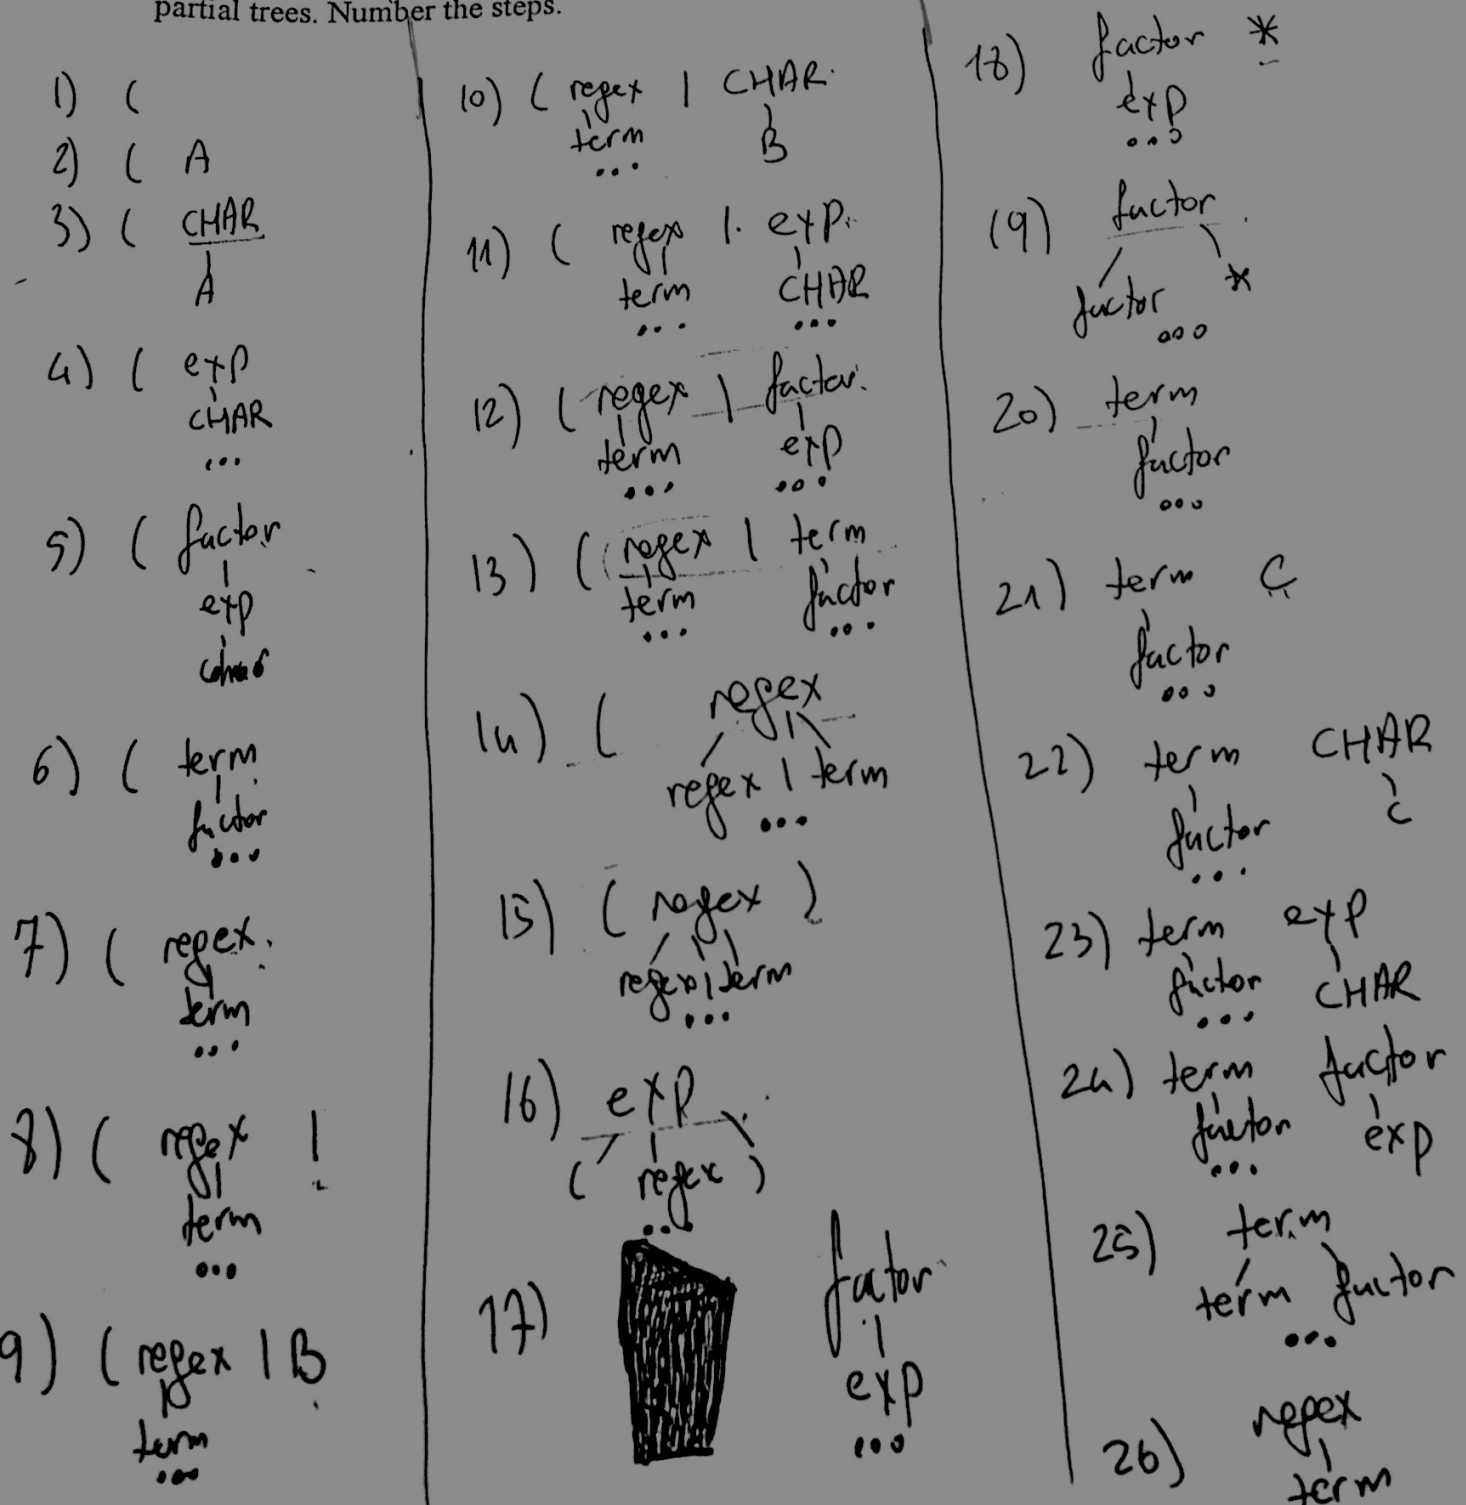 partial trees. Number the steps.
1) (
2) ( A
3) ( CHAR
A
4) ( exp
CHAR
...
5) ( factor
exp
6) ( term
factor
...
7) ( regex
term
...
8) ( regex |
term
...
9) ( regex | B
term
...
10) ( regex | CHAR
term B
...
11) ( regex | exp
term CHAR
... ...
12) ( regex | factor
term exp
... ...
13) ( regex | term
term factor
... ...
14) ( regex
regex | term
...
15) ( regex )
regex | term
...
16) exp
( regex )
...
17) factor
exp
...
18) factor *
exp
...
19) factor
factor *
...
20) term
factor
...
21) term C
factor
...
22) term CHAR
factor C
...
23) term exp
factor CHAR
...
24) term factor
factor exp
...
25) term
term factor
...
26) regex
term